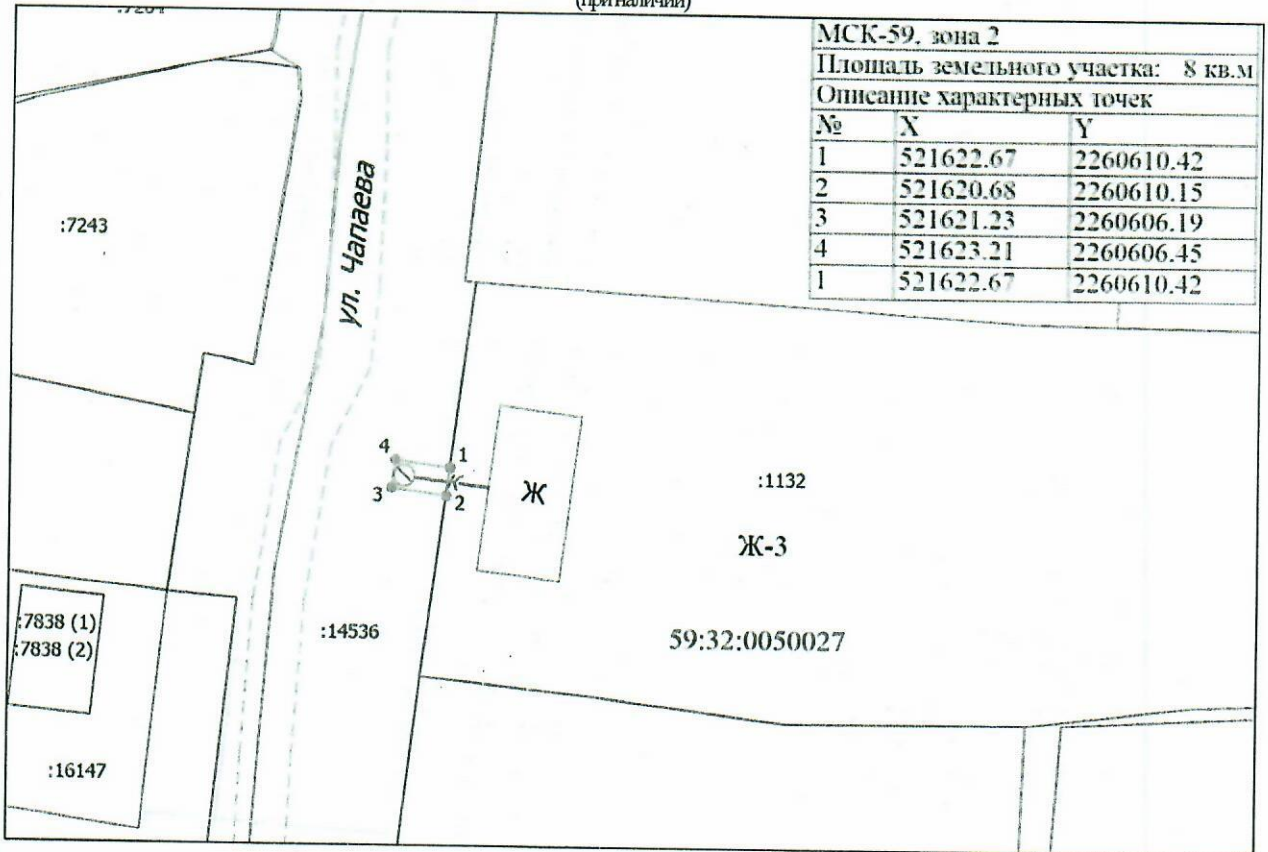 (при наличии)
МСК-59, зона 2
Площадь земельного участка: 8 кв.м
Описание характерных точек
№ X Y
1 521622.67 2260610.42
2 521620.68 2260610.15
3 521621.23 2260606.19
4 521623.21 2260606.45
1 521622.67 2260610.42
:7243
ул. Чапаева
4
1
3
2
Ж
:1132
Ж-3
:7838 (1)
:7838 (2)
:14536
59:32:0050027
:16147